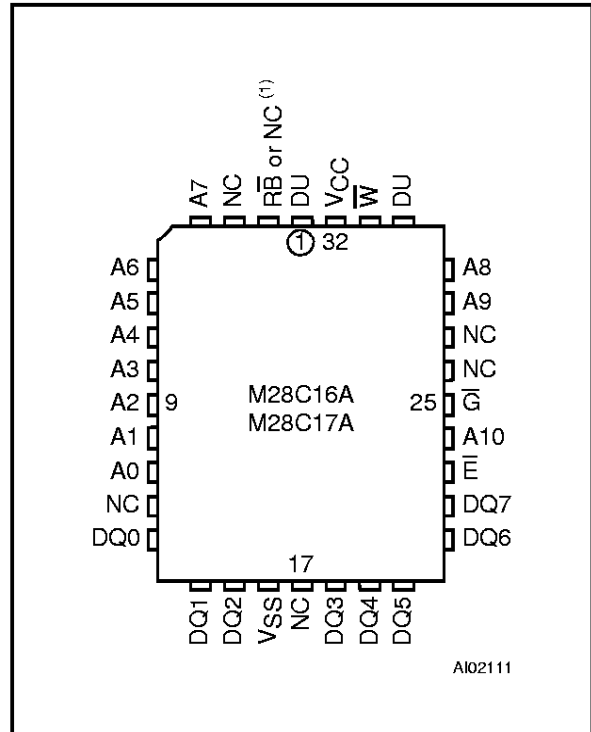 A7 NC R̅B̅ or NC (1) DU VCC W̅ DU
1 32
A6 A8
A5 A9
A4 NC
A3 NC
A2 9 M28C16A 25 G̅
M28C17A
A1 A10
A0 E̅
NC DQ7
DQ0 DQ6
17
DQ1 DQ2 VSS NC DQ3 DQ4 DQ5
AI02111